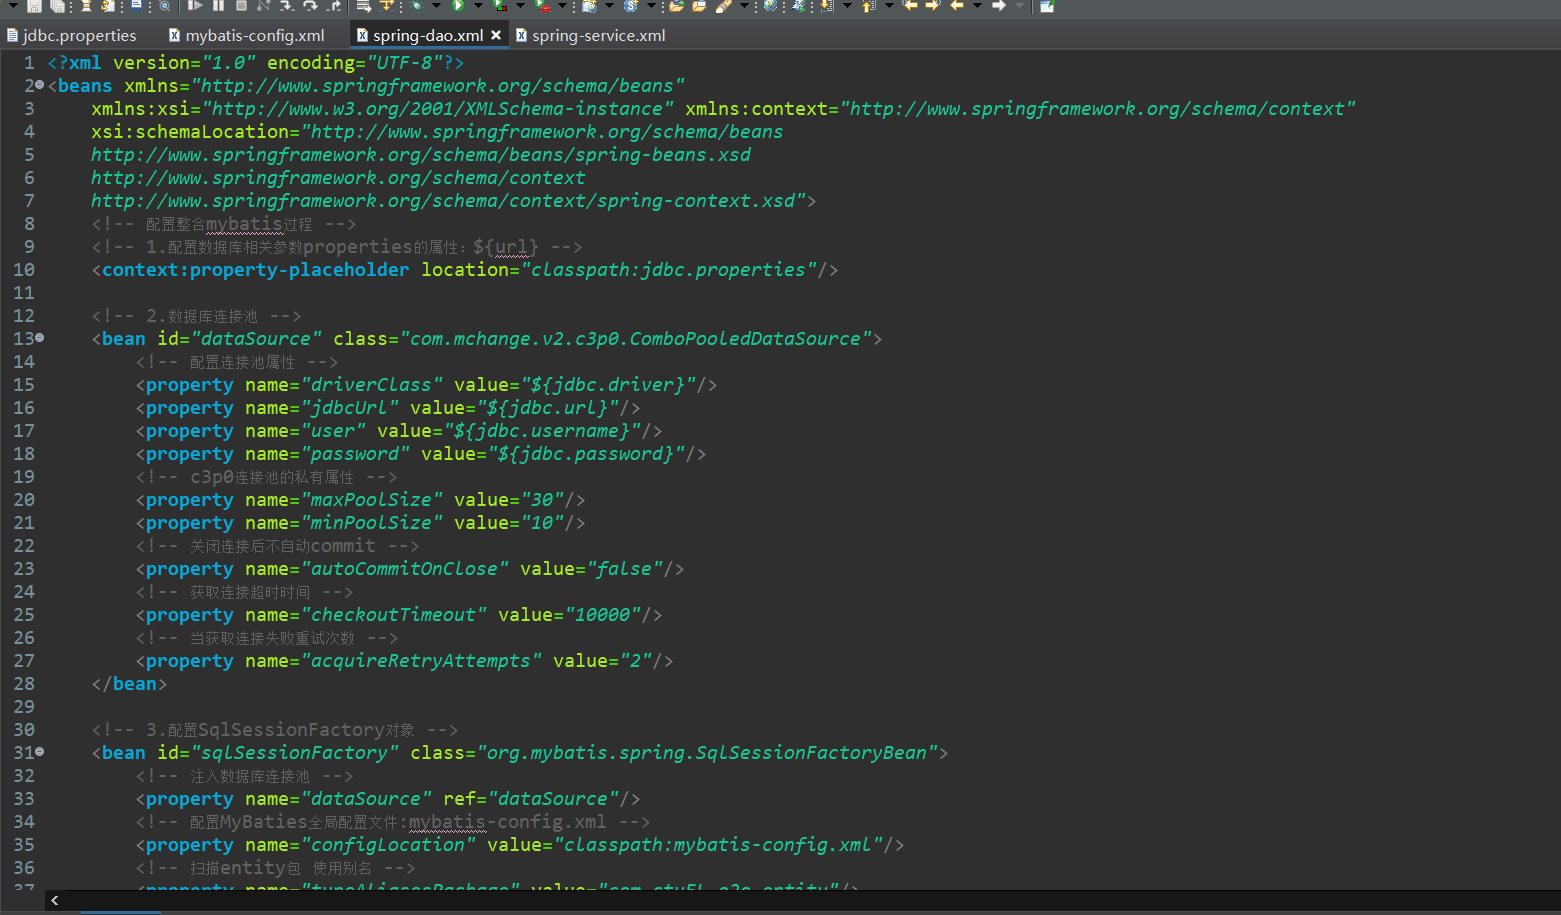 jdbc.properties mybatis-config.xml spring-dao.xml spring-service.xml
1 <?xml version="1.0" encoding="UTF-8"?>
2 <beans xmlns="http://www.springframework.org/schema/beans"
3 xmlns:xsi="http://www.w3.org/2001/XMLSchema-instance" xmlns:context="http://www.springframework.org/schema/context"
4 xsi:schemaLocation="http://www.springframework.org/schema/beans
5 http://www.springframework.org/schema/beans/spring-beans.xsd
6 http://www.springframework.org/schema/context
7 http://www.springframework.org/schema/context/spring-context.xsd">
8 <!-- 配置整合mybatis过程 -->
9 <!-- 1.配置数据库相关参数properties的属性：${url} -->
10 <context:property-placeholder location="classpath:jdbc.properties"/>
11
12 <!-- 2.数据库连接池 -->
13 <bean id="dataSource" class="com.mchange.v2.c3p0.ComboPooledDataSource">
14 <!-- 配置连接池属性 -->
15 <property name="driverClass" value="${jdbc.driver}"/>
16 <property name="jdbcUrl" value="${jdbc.url}"/>
17 <property name="user" value="${jdbc.username}"/>
18 <property name="password" value="${jdbc.password}"/>
19 <!-- c3p0连接池的私有属性 -->
20 <property name="maxPoolSize" value="30"/>
21 <property name="minPoolSize" value="10"/>
22 <!-- 关闭连接后不自动commit -->
23 <property name="autoCommitOnClose" value="false"/>
24 <!-- 获取连接超时时间 -->
25 <property name="checkoutTimeout" value="10000"/>
26 <!-- 当获取连接失败重试次数 -->
27 <property name="acquireRetryAttempts" value="2"/>
28 </bean>
29
30 <!-- 3.配置SqlSessionFactory对象 -->
31 <bean id="sqlSessionFactory" class="org.mybatis.spring.SqlSessionFactoryBean">
32 <!-- 注入数据库连接池 -->
33 <property name="dataSource" ref="dataSource"/>
34 <!-- 配置MyBaties全局配置文件:mybatis-config.xml -->
35 <property name="configLocation" value="classpath:mybatis-config.xml"/>
36 <!-- 扫描entity包 使用别名 -->
37 <property name="typeAliasesPackage"